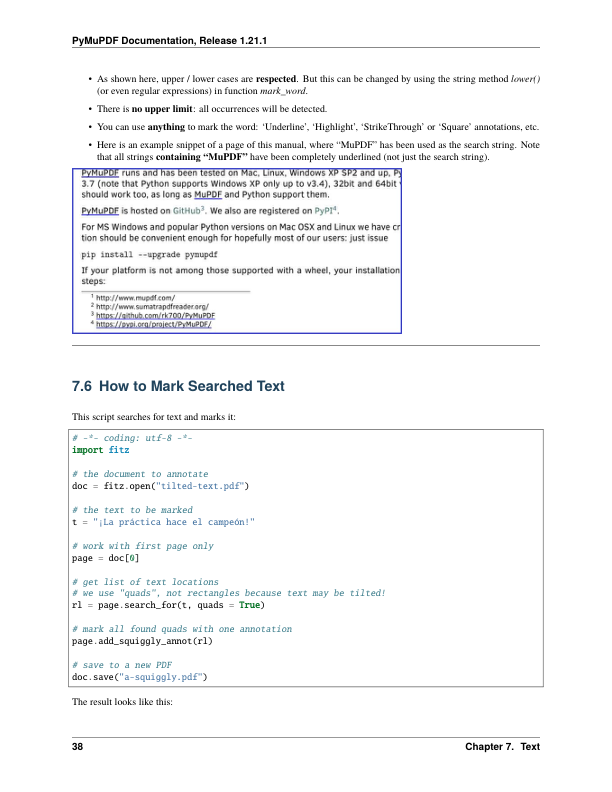 PyMuPDF Documentation, Release 1.21.1
• As shown here, upper / lower cases are respected. But this can be changed by using the string method lower()
(or even regular expressions) in function mark_word.
• There is no upper limit: all occurrences will be detected.
• You can use anything to mark the word: ‘Underline’, ‘Highlight’, ‘StrikeThrough’ or ‘Square’ annotations, etc.
• Here is an example snippet of a page of this manual, where “MuPDF” has been used as the search string. Note
that all strings containing “MuPDF” have been completely underlined (not just the search string).
PyMuPDF runs and has been tested on Mac, Linux, Windows XP SP2 and up, Py
3.7 (note that Python supports Windows XP only up to v3.4), 32bit and 64bit
should work too, as long as MuPDF and Python support them.
PyMuPDF is hosted on GitHub3. We also are registered on PyPI4.
For MS Windows and popular Python versions on Mac OSX and Linux we have cr
tion should be convenient enough for hopefully most of our users: just issue
pip install --upgrade pymupdf
If your platform is not among those supported with a wheel, your installation
steps:
1 http://www.mupdf.com/
2 http://www.sumatrapdfreader.org/
3 https://github.com/rk700/PyMuPDF
4 https://pypi.org/project/PyMuPDF/
7.6 How to Mark Searched Text
This script searches for text and marks it:
# -*- coding: utf-8 -*-
import fitz
# the document to annotate
doc = fitz.open("tilted-text.pdf")
# the text to be marked
t = "¡La práctica hace el campeón!"
# work with first page only
page = doc[0]
# get list of text locations
# we use "quads", not rectangles because text may be tilted!
rl = page.search_for(t, quads = True)
# mark all found quads with one annotation
page.add_squiggly_annot(rl)
# save to a new PDF
doc.save("a-squiggly.pdf")
The result looks like this:
38
Chapter 7. Text